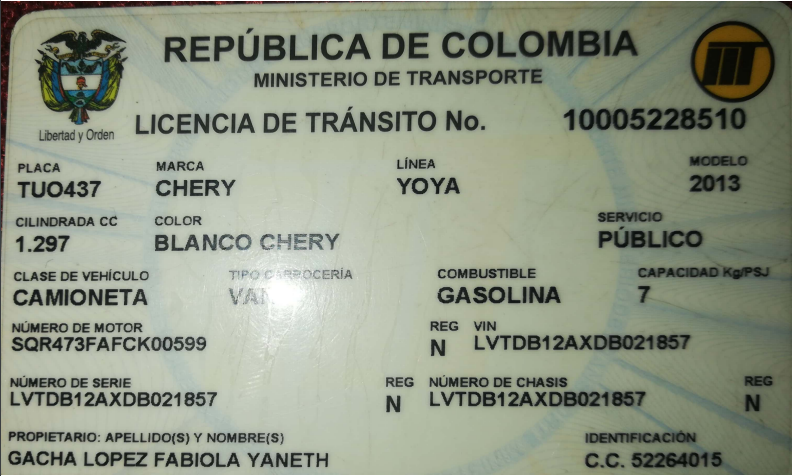 REPÚBLICA DE COLOMBIA
MINISTERIO DE TRANSPORTE
Libertad y Orden
LICENCIA DE TRÁNSITO No. 10005228510
PLACA MARCA LÍNEA MODELO
TUO437 CHERY YOYA 2013
CILINDRADA CC COLOR SERVICIO
1.297 BLANCO CHERY PÚBLICO
CLASE DE VEHÍCULO TIPO CARROCERÍA COMBUSTIBLE CAPACIDAD Kg/PSJ
CAMIONETA VAN GASOLINA 7
NÚMERO DE MOTOR REG VIN
SQR473FAFCK00599 N LVTDB12AXDB021857
NÚMERO DE SERIE REG NÚMERO DE CHASIS REG
LVTDB12AXDB021857 N LVTDB12AXDB021857 N
PROPIETARIO: APELLIDO(S) Y NOMBRE(S) IDENTIFICACIÓN
GACHA LOPEZ FABIOLA YANETH C.C. 52264015